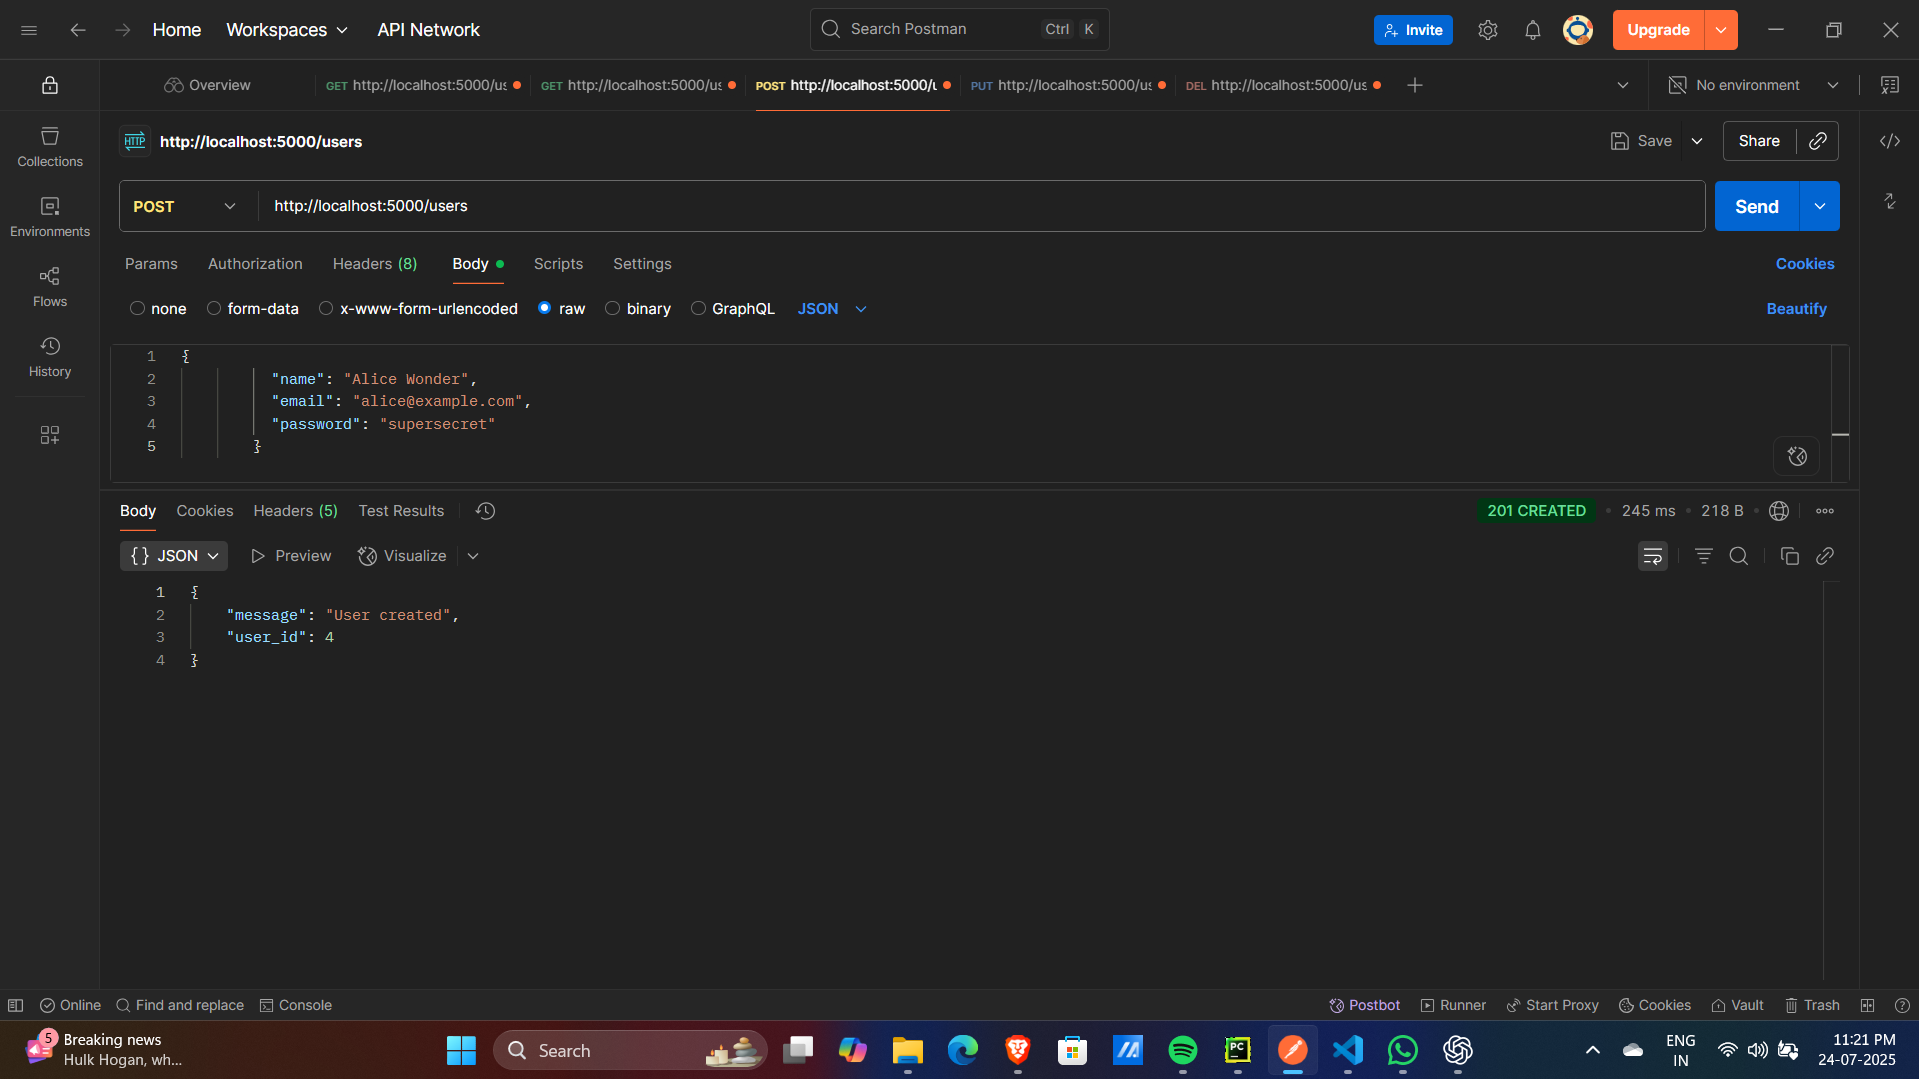 Home Workspaces API Network Search Postman Ctrl K Invite Upgrade
Overview GET http://localhost:5000/us GET http://localhost:5000/us POST http://localhost:5000/u PUT http://localhost:5000/us DEL http://localhost:5000/us No environment
HTTP http://localhost:5000/users Save Share
Collections
Environments
Flows
History
POST http://localhost:5000/users Send
Params Authorization Headers (8) Body Scripts Settings Cookies
none form-data x-www-form-urlencoded raw binary GraphQL JSON Beautify
1 {
2 "name": "Alice Wonder",
3 "email": "alice@example.com",
4 "password": "supersecret"
5 }
Body Cookies Headers (5) Test Results 201 CREATED 245 ms 218 B
{} JSON Preview Visualize
1 {
2 "message": "User created",
3 "user_id": 4
4 }
Online Find and replace Console Postbot Runner Start Proxy Cookies Vault Trash
5 Breaking news
Hulk Hogan, wh...
Search
PC
ENG
IN
11:21 PM
24-07-2025